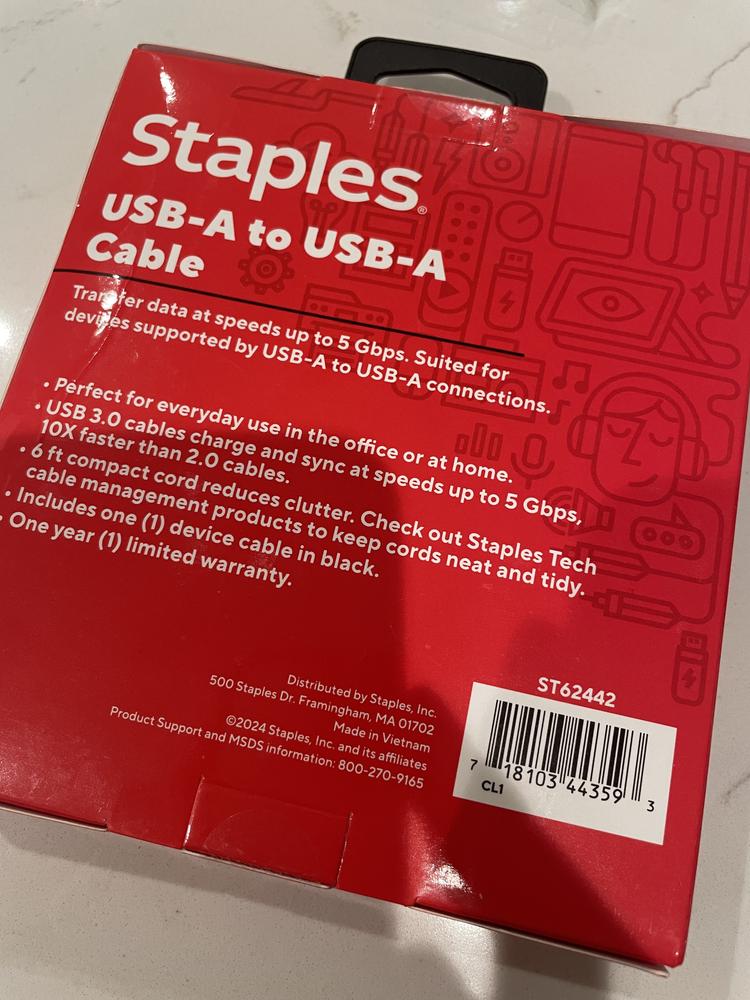 Staples®
USB-A to USB-A
Cable
Transfer data at speeds up to 5 Gbps. Suited for
devices supported by USB-A to USB-A connections.
• Perfect for everyday use in the office or at home.
• USB 3.0 cables charge and sync at speeds up to 5 Gbps,
10X faster than 2.0 cables.
• 6 ft compact cord reduces clutter. Check out Staples Tech
cable management products to keep cords neat and tidy.
• Includes one (1) device cable in black.
• One year (1) limited warranty.
Distributed by Staples, Inc.
500 Staples Dr. Framingham, MA 01702
Made in Vietnam
©2024 Staples, Inc. and its affiliates
Product Support and MSDS information: 800-270-9165
ST62442
7 18103 44359 3
CL1